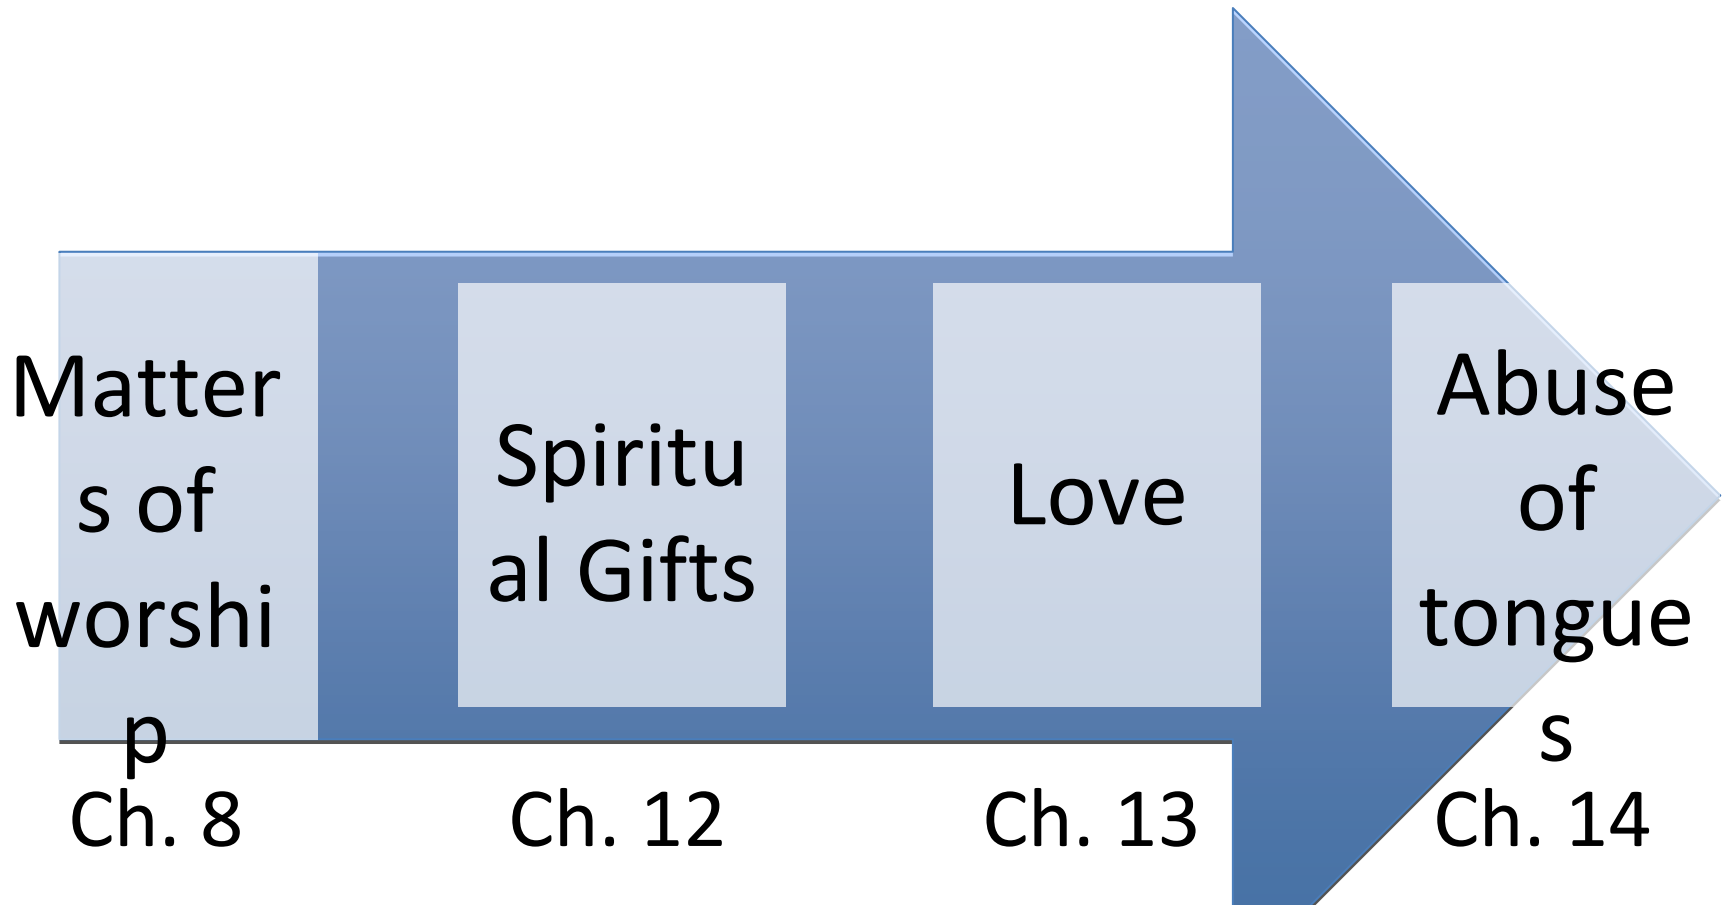 Matter
s of
worshi
p
Spiritu
al Gifts
Love
Abuse
of
tongue
s
Ch. 8
Ch. 12
Ch. 13
Ch. 14